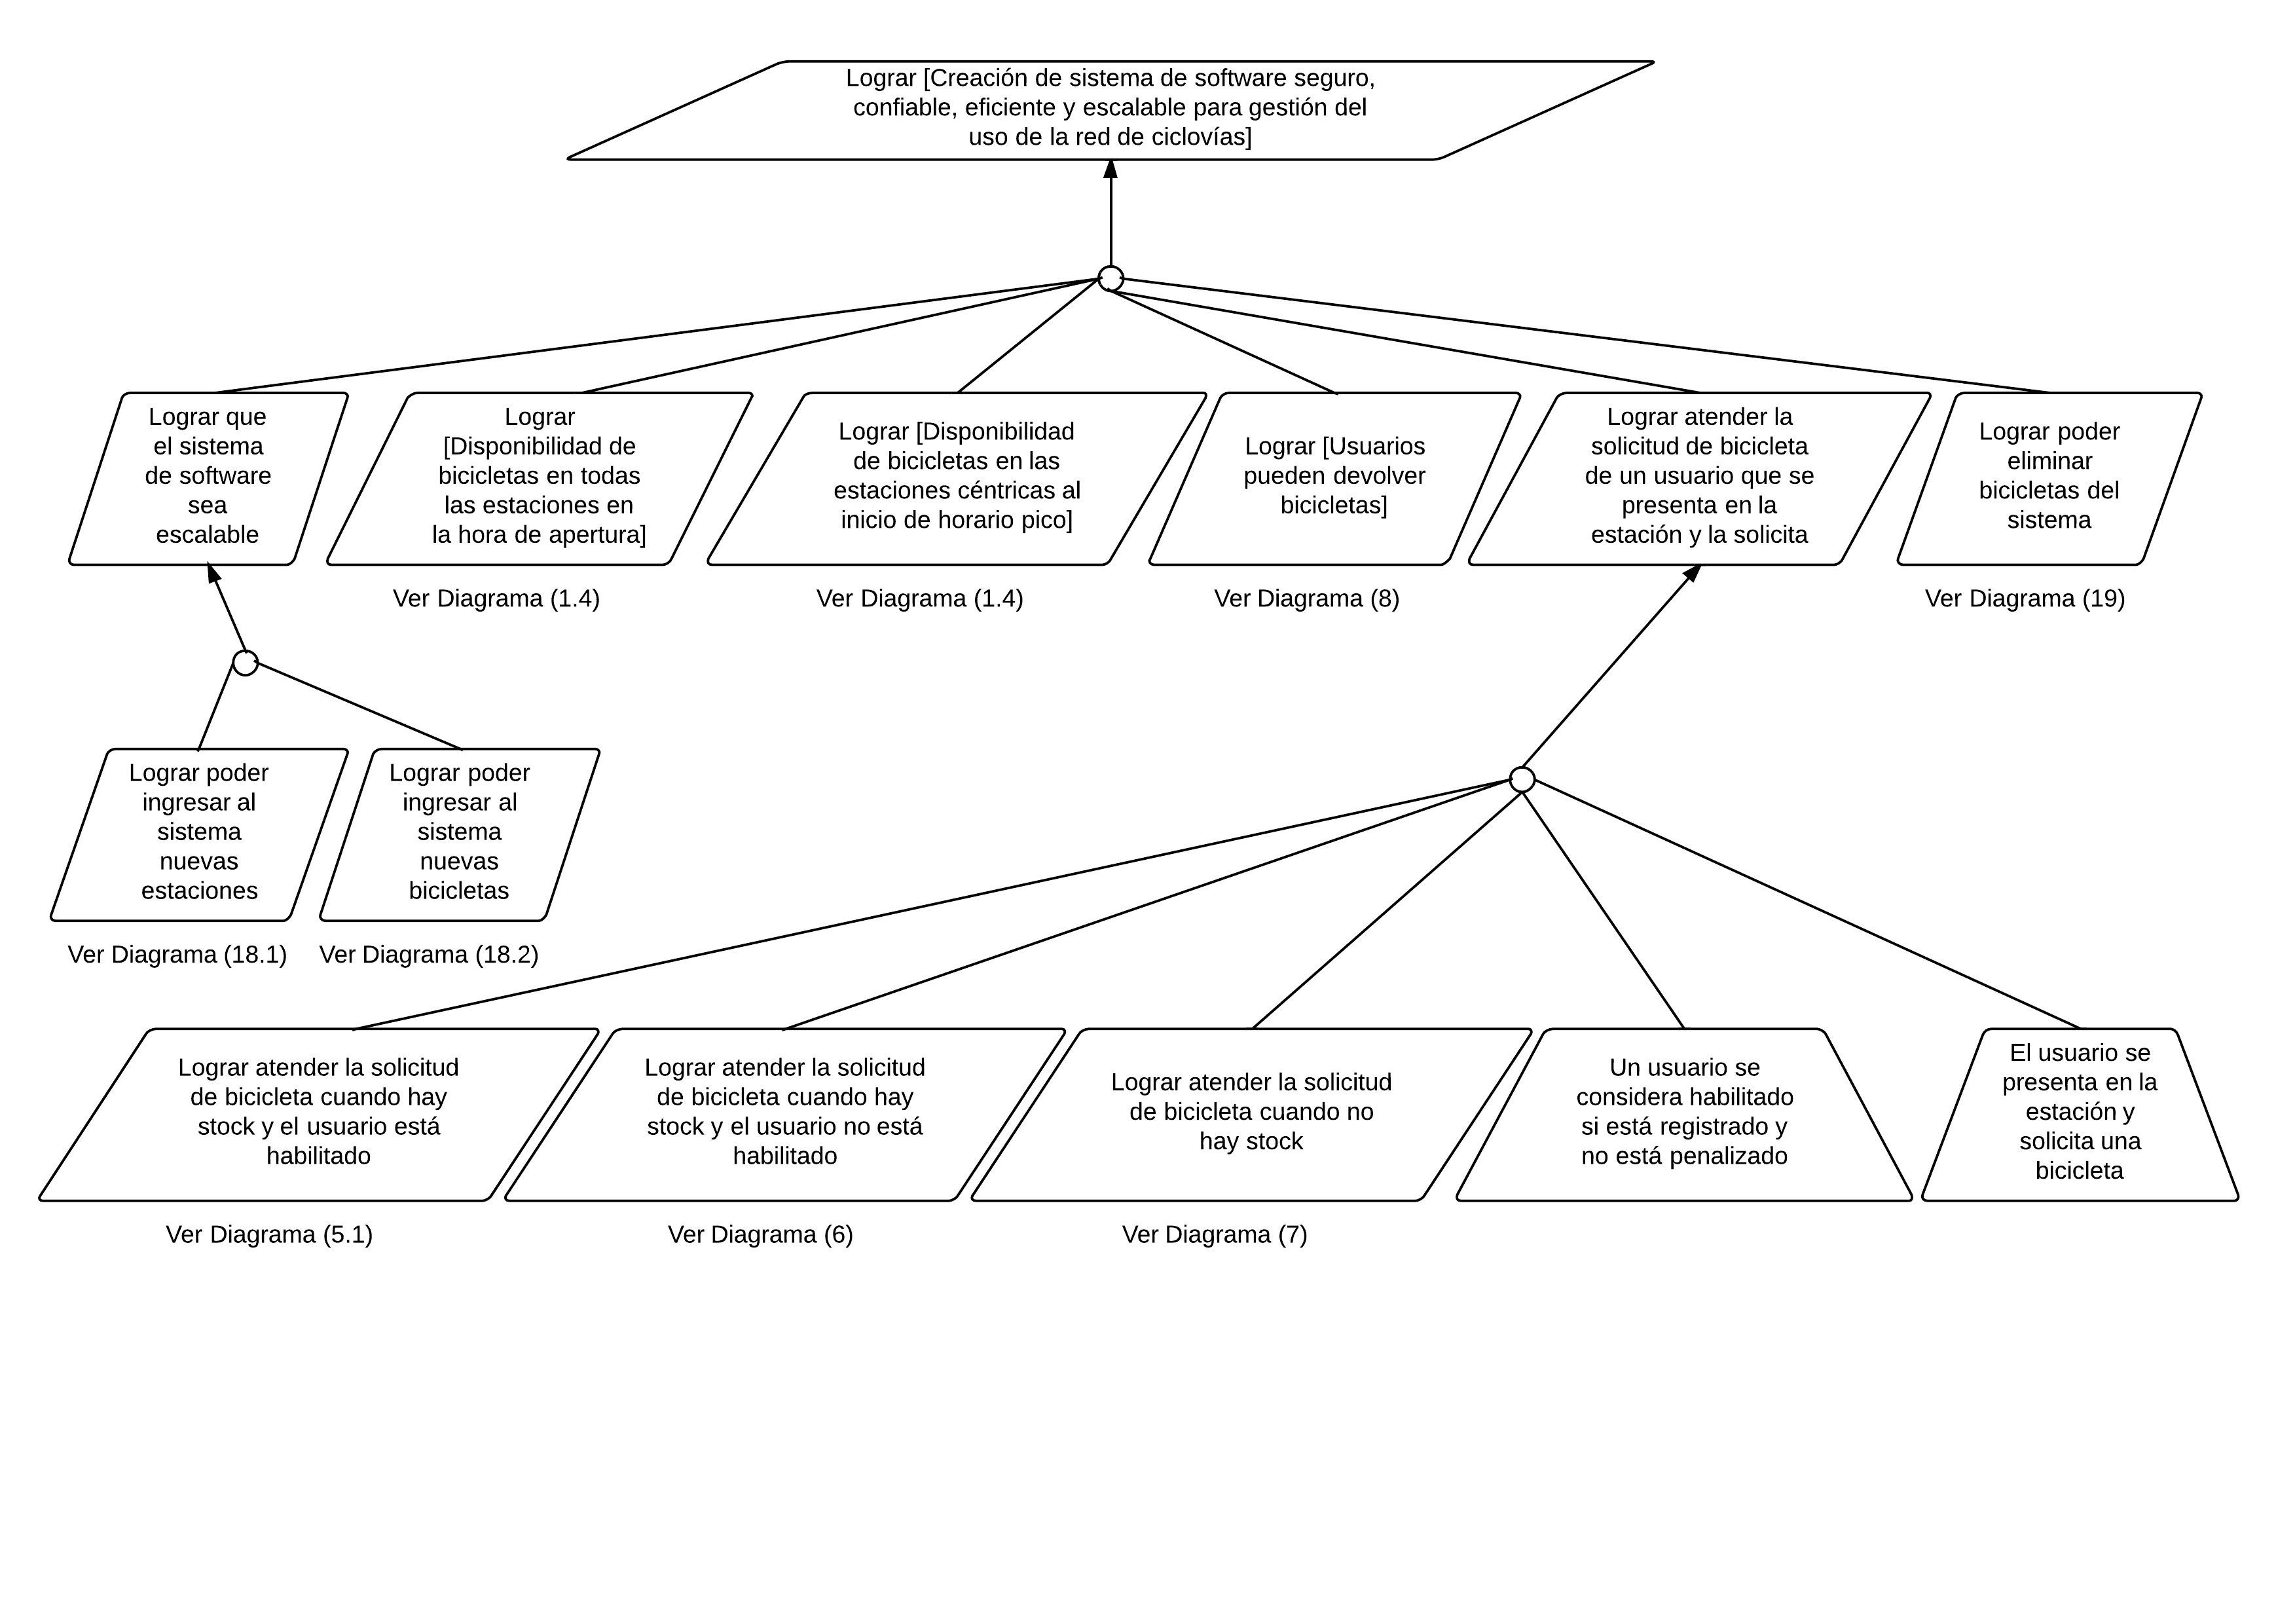 Lograr [Creación de sistema de software seguro,
confiable, eficiente y escalable para gestión del
uso de la red de ciclovías]
Lograr que
el sistema
de software
sea
escalable
Lograr
[Disponibilidad de
bicicletas en todas
las estaciones en
la hora de apertura]
Ver Diagrama (1.4)
Lograr [Disponibilidad
de bicicletas en las
estaciones céntricas al
inicio de horario pico]
Ver Diagrama (1.4)
Lograr [Usuarios
pueden devolver
bicicletas]
Ver Diagrama (8)
Lograr atender la
solicitud de bicicleta
de un usuario que se
presenta en la
estación y la solicita
Lograr poder
eliminar
bicicletas del
sistema
Ver Diagrama (19)
Lograr poder
ingresar al
sistema
nuevas
estaciones
Ver Diagrama (18.1)
Lograr poder
ingresar al
sistema
nuevas
bicicletas
Ver Diagrama (18.2)
Lograr atender la solicitud
de bicicleta cuando hay
stock y el usuario está
habilitado
Ver Diagrama (5.1)
Lograr atender la solicitud
de bicicleta cuando hay
stock y el usuario no está
habilitado
Ver Diagrama (6)
Lograr atender la solicitud
de bicicleta cuando no
hay stock
Ver Diagrama (7)
Un usuario se
considera habilitado
si está registrado y
no está penalizado
El usuario se
presenta en la
estación y
solicita una
bicicleta